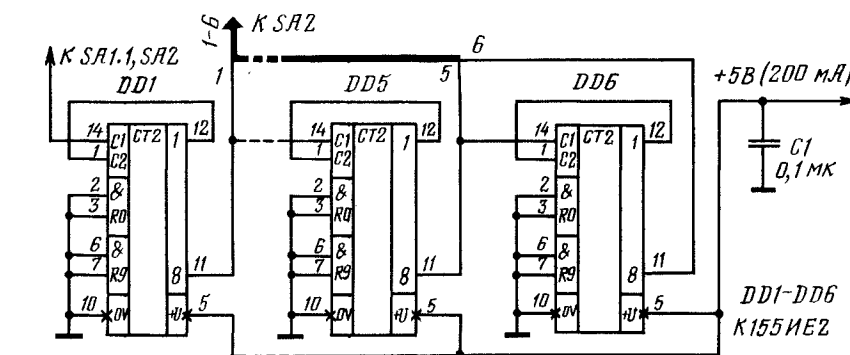 1-6
К SA2
К SA1.1, SA2
DD1
1
DD5
5
6
DD6
+5В (200 мА)
14 C1 CT2 1 12
1 C2
2 &
3 R0
6 &
7 R9 8 11
10 0V +U 5
14 C1 CT2 1 12
1 C2
2 &
3 R0
6 &
7 R9 8 11
10 0V +U 5
14 C1 CT2 1 12
1 C2
2 &
3 R0
6 &
7 R9 8 11
10 0V +U 5
C1
0,1 мк
DD1-DD6
К155ИЕ2